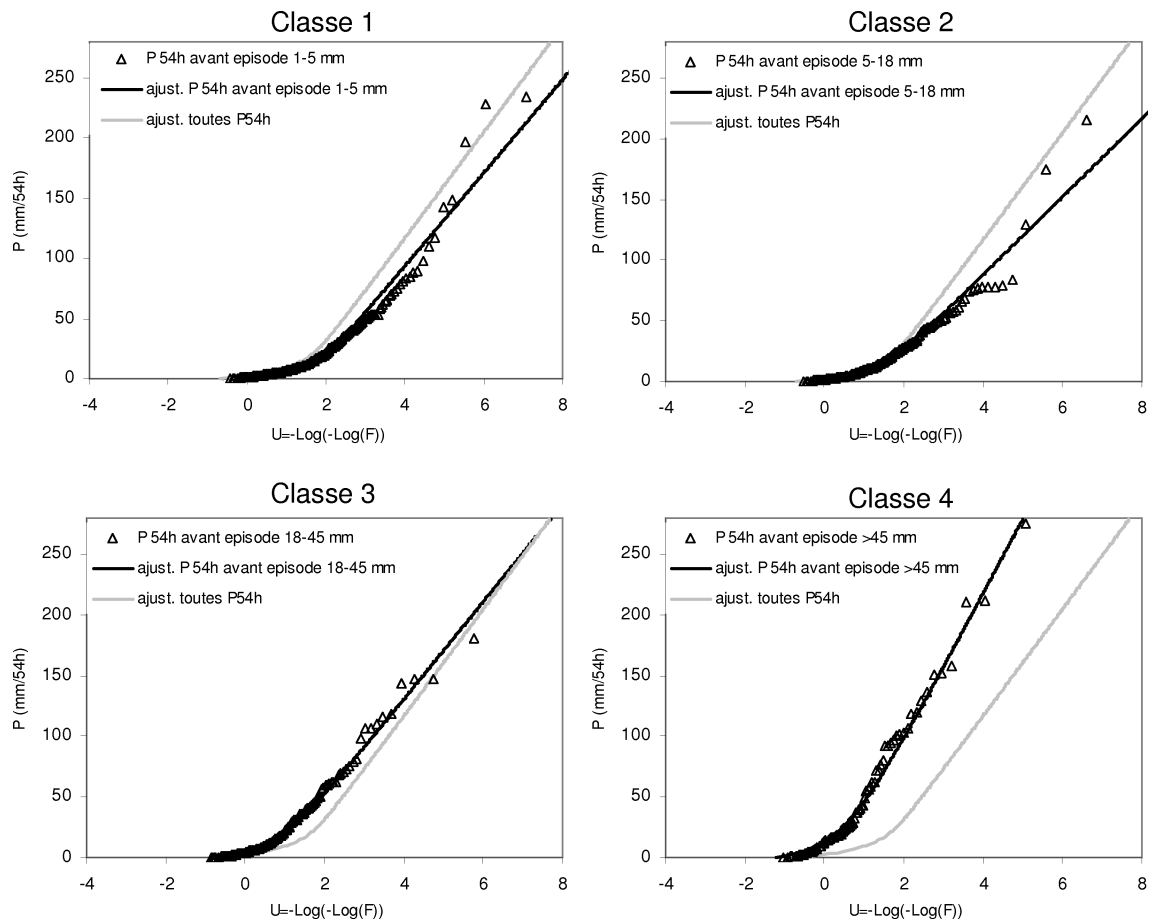 Classe 1
P 54h avant episode 1-5 mm
ajust. P 54h avant episode 1-5 mm
ajust. toutes P54h
250
200
150
100
50
0
P (mm/54h)
-4 -2 0 2 4 6 8
U=-Log(-Log(F))
Classe 2
P 54h avant episode 5-18 mm
ajust. P 54h avant episode 5-18 mm
ajust. toutes P54h
250
200
150
100
50
0
P (mm/54h)
-4 -2 0 2 4 6 8
U=-Log(-Log(F))
Classe 3
P 54h avant episode 18-45 mm
ajust. P 54h avant episode 18-45 mm
ajust. toutes P54h
250
200
150
100
50
0
P (mm/54h)
-4 -2 0 2 4 6 8
U=-Log(-Log(F))
Classe 4
P 54h avant episode >45 mm
ajust. P 54h avant episode >45 mm
ajust. toutes P54h
250
200
150
100
50
0
P (mm/54h)
-4 -2 0 2 4 6 8
U=-Log(-Log(F))